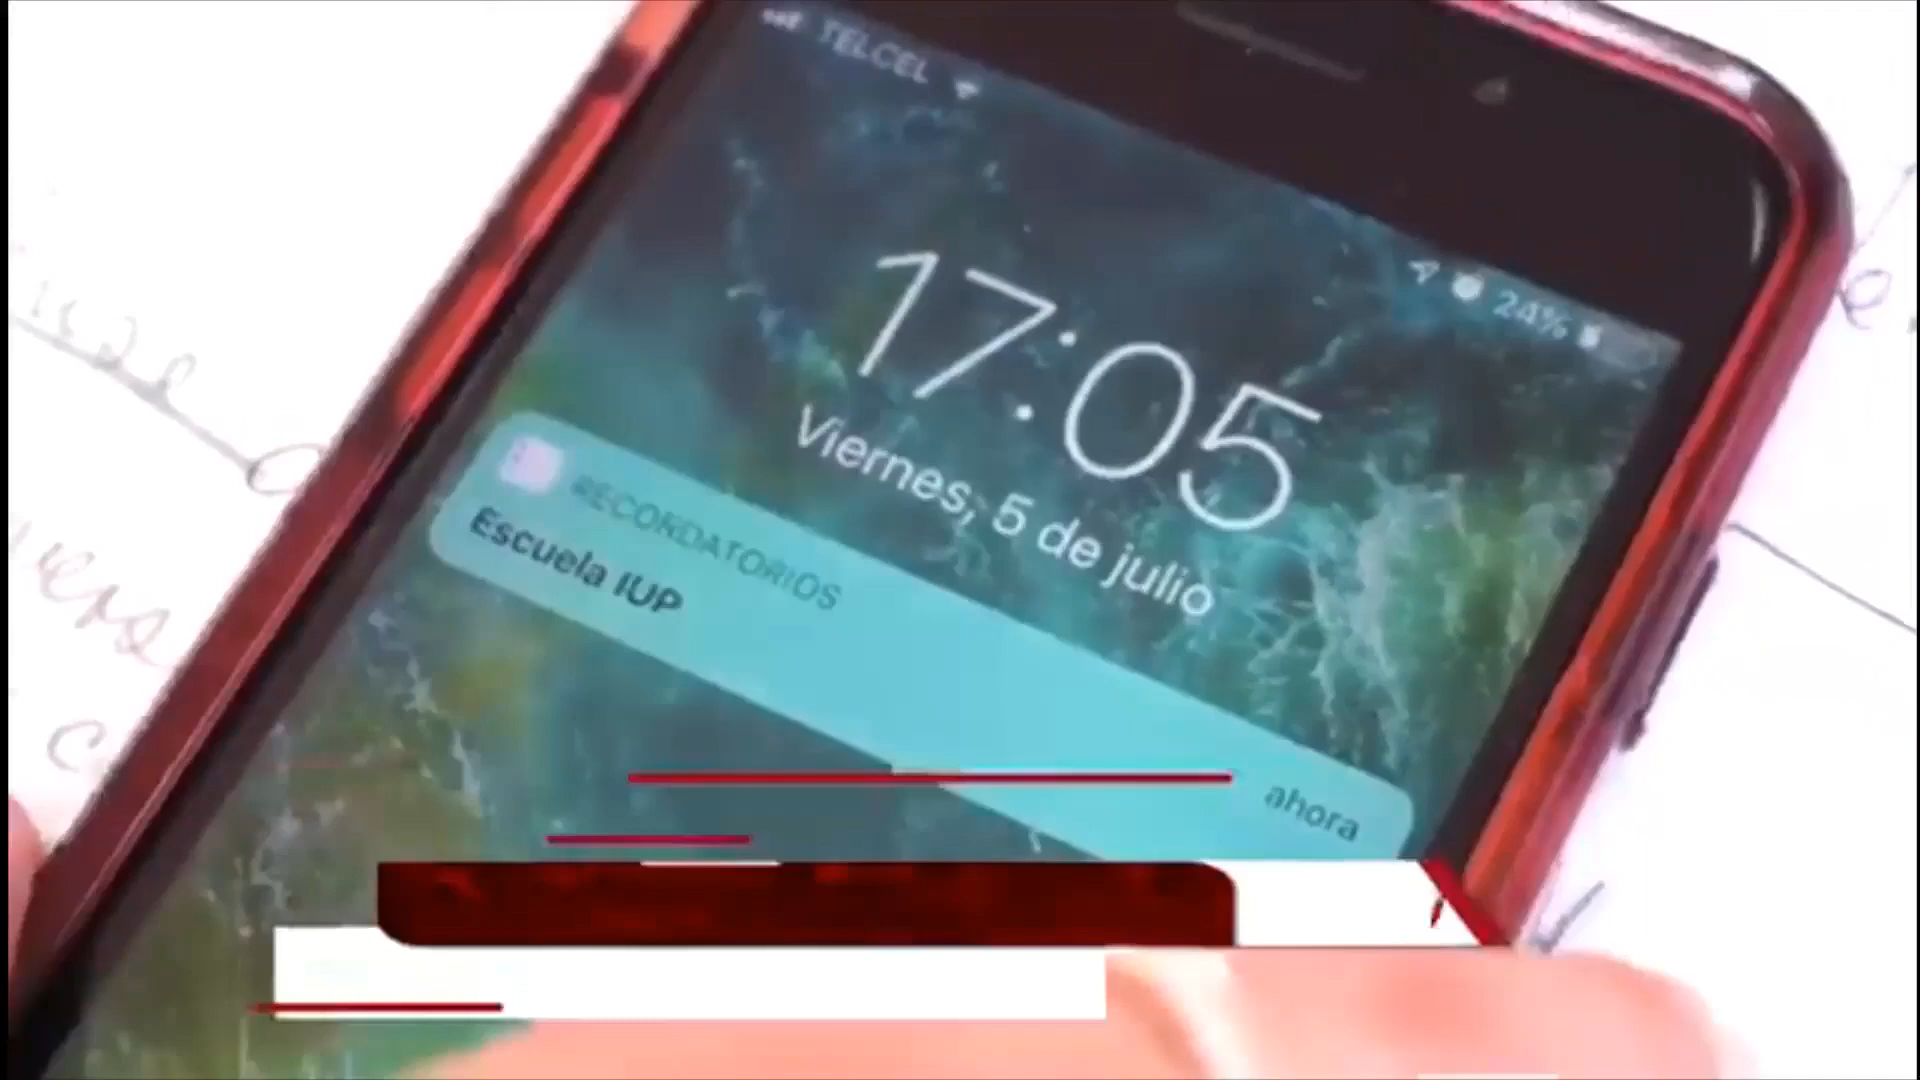 TELCEL
24%
17:05
Viernes, 5 de julio
RECORDATORIOS
Escuela IUP
ahora